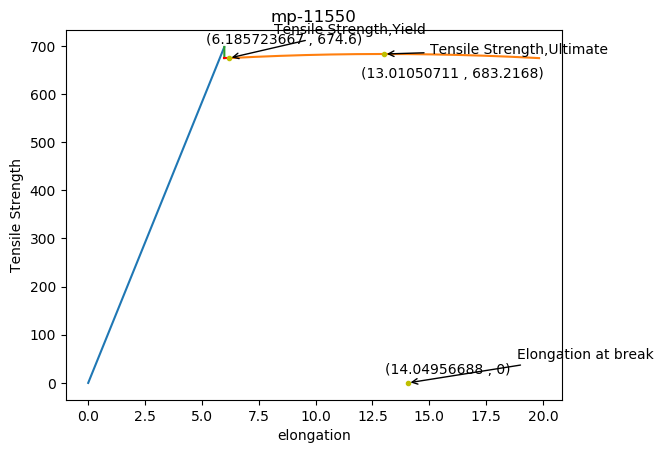 mp-11550
Tensile Strength,Yield
(6.185723667 , 674.6)
Tensile Strength,Ultimate
(13.01050711 , 683.2168)
Elongation at break
(14.04956688 , 0)
Tensile Strength
700
600
500
400
300
200
100
0
0.0 2.5 5.0 7.5 10.0 12.5 15.0 17.5 20.0
elongation